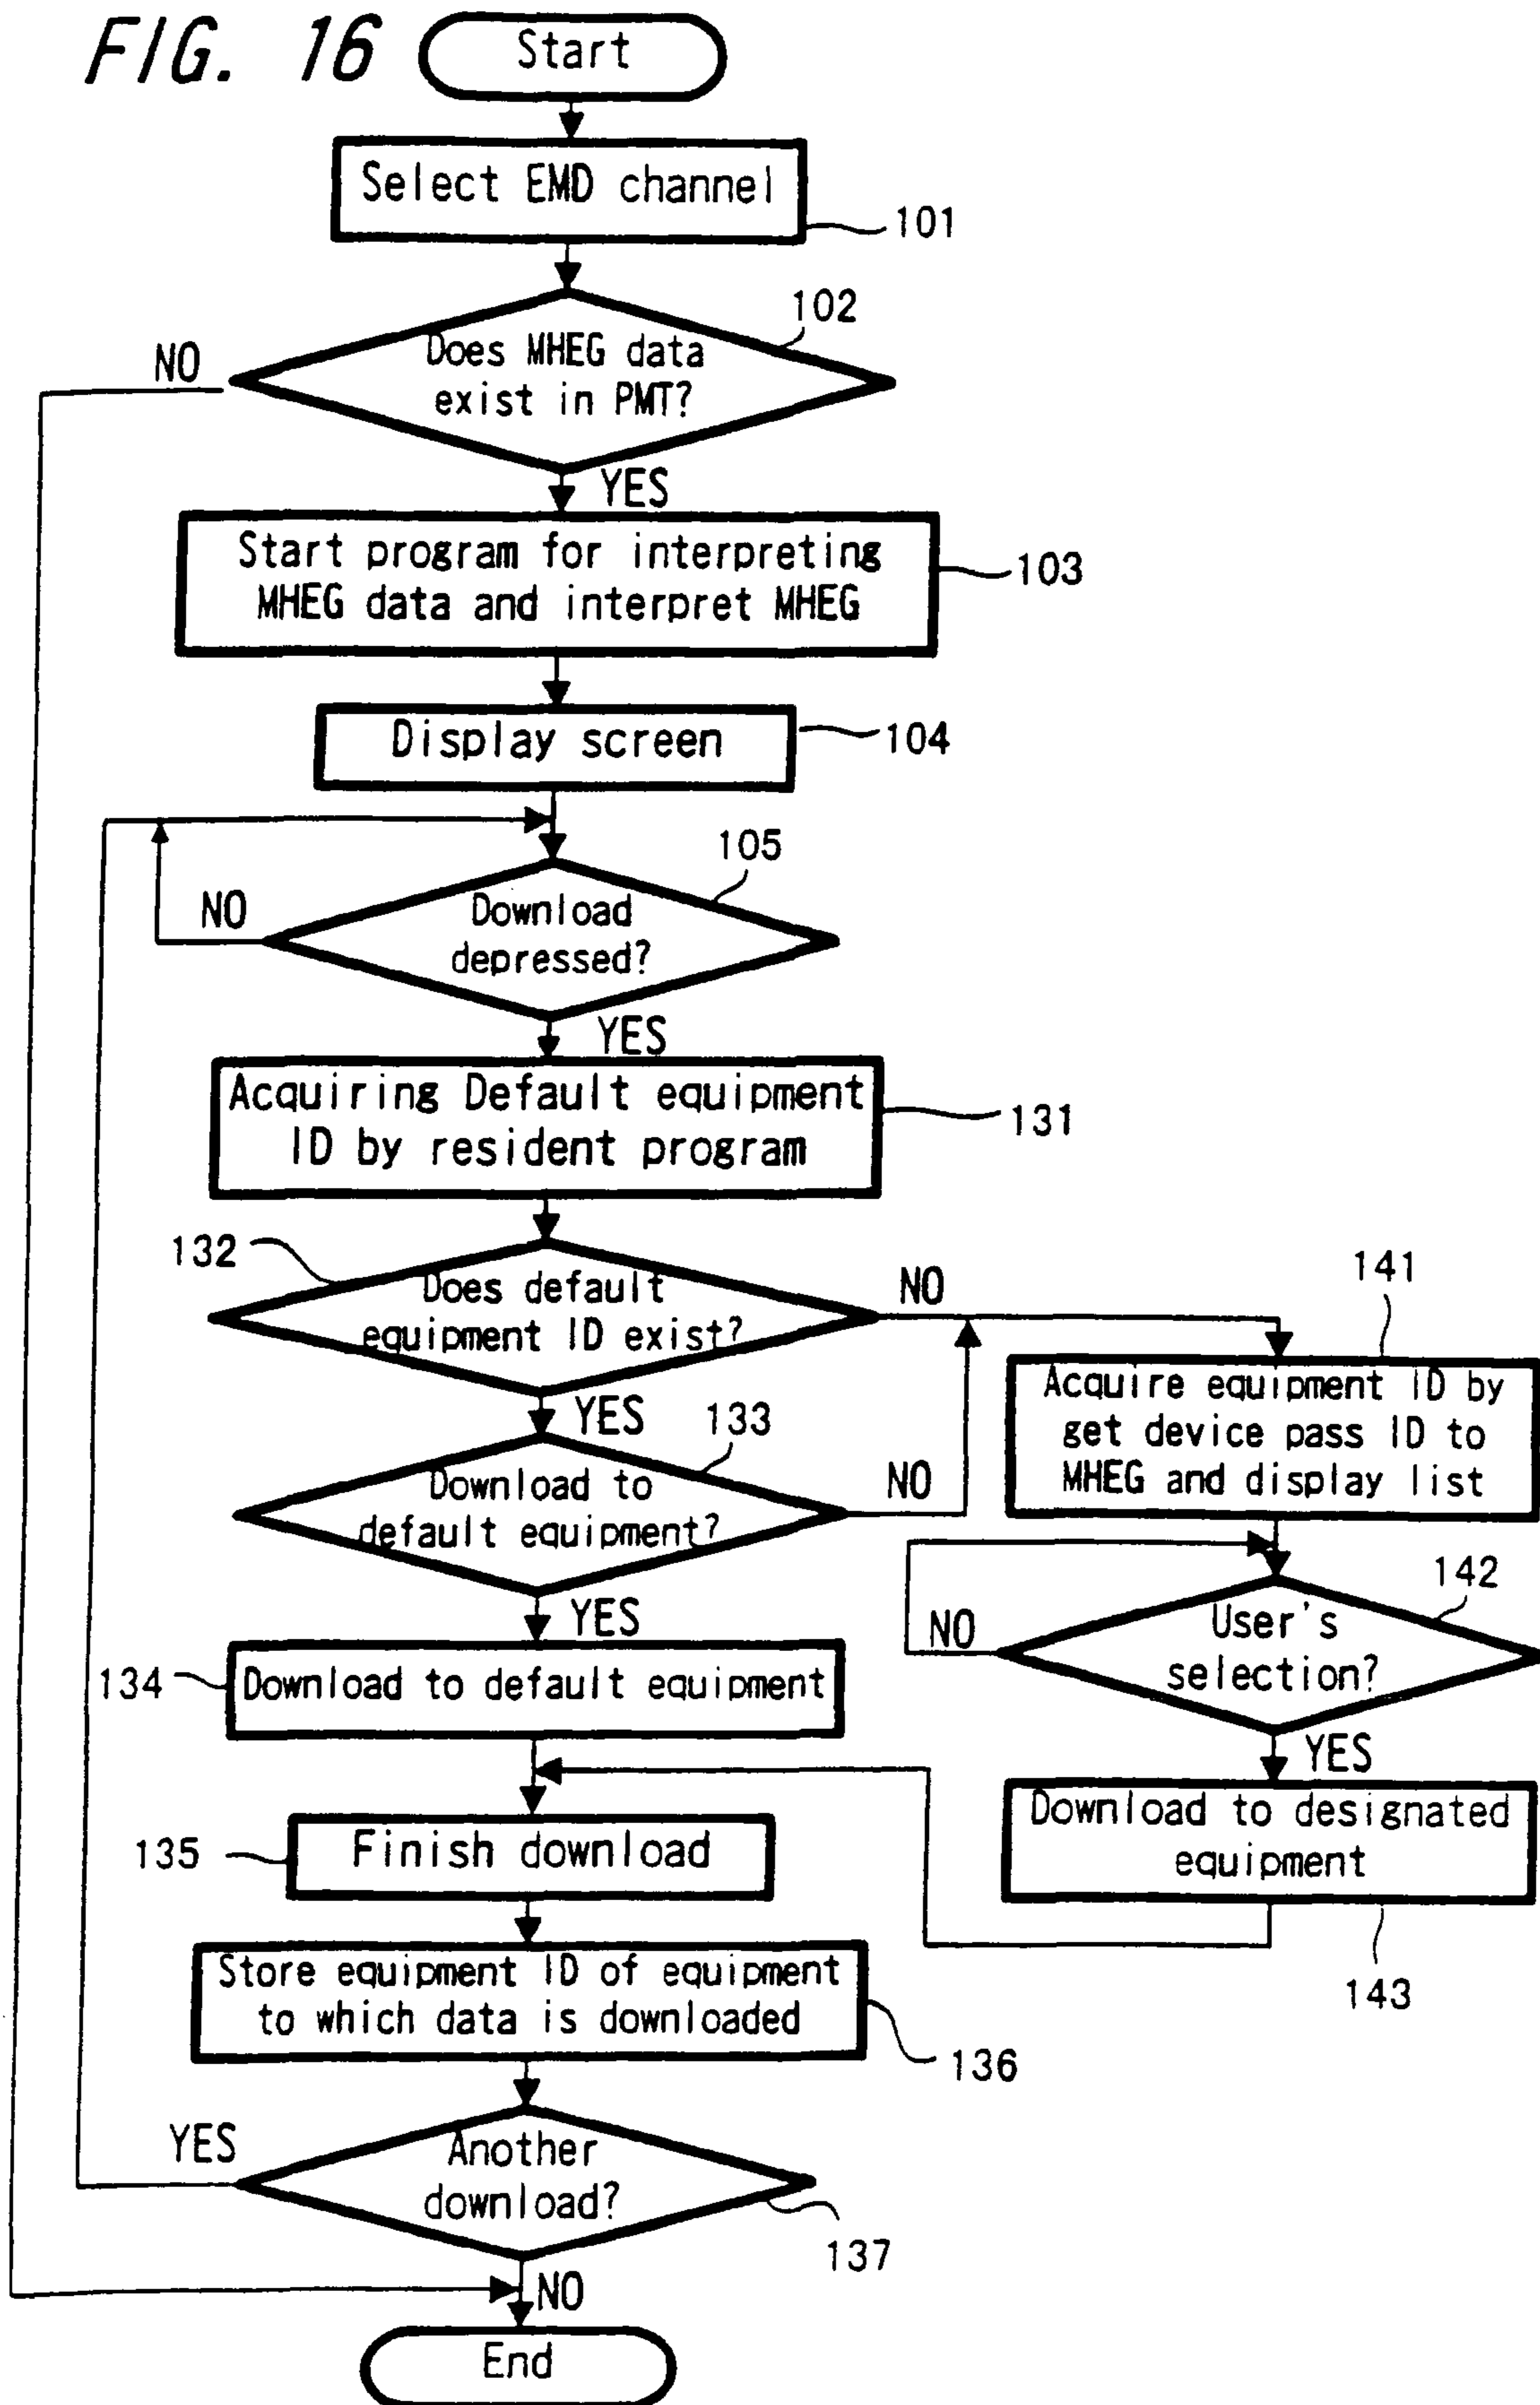 FIG. 16
Start
Select EMD channel
101
102
Does MHEG data
exist in PMT?
NO
YES
Start program for interpreting
MHEG data and interpret MHEG
103
Display screen
104
105
Download
depressed?
NO
YES
Acquiring Default equipment
ID by resident program
131
132
Does default
equipment ID exist?
NO
YES
133
Download to
default equipment?
NO
YES
134
Download to default equipment
141
Acquire equipment ID by
get device pass ID to
MHEG and display list
142
User's
selection?
NO
YES
Download to designated
equipment
143
135
Finish download
Store equipment ID of equipment
to which data is downloaded
136
YES
Another
download?
137
NO
End